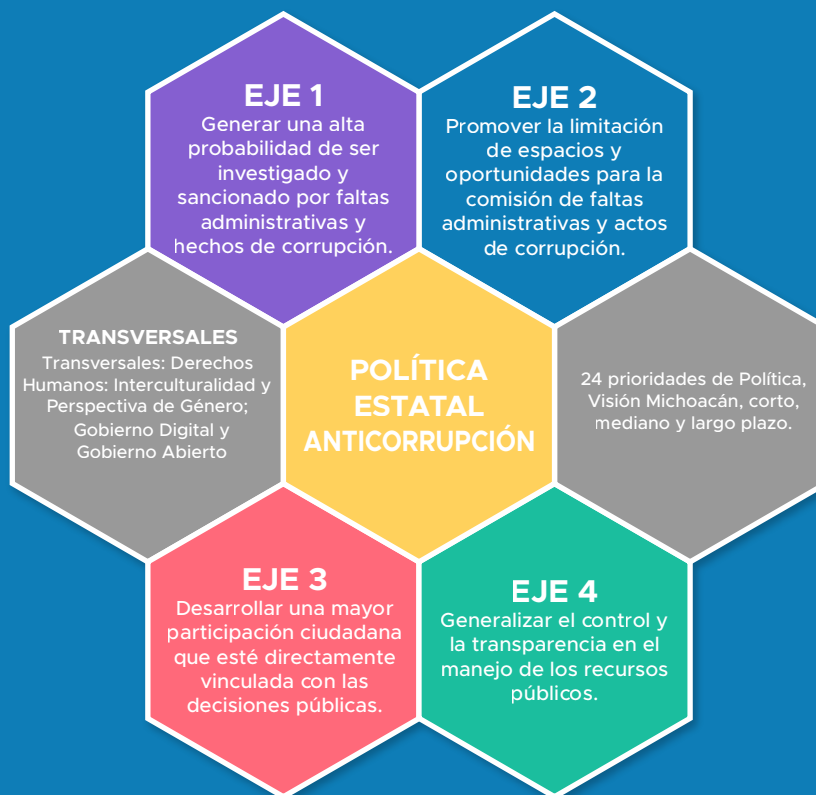 EJE 1
Generar una alta
probabilidad de ser
investigado y
sancionado por faltas
administrativas y
hechos de corrupción.
EJE 2
Promover la limitación
de espacios y
oportunidades para la
comisión de faltas
administrativas y actos
de corrupción.
TRANSVERSALES
Transversales: Derechos
Humanos: Interculturalidad y
Perspectiva de Género;
Gobierno Digital y
Gobierno Abierto
POLÍTICA
ESTATAL
ANTICORRUPCIÓN
24 prioridades de Política,
Visión Michoacán, corto,
mediano y largo plazo.
EJE 3
Desarrollar una mayor
participación ciudadana
que esté directamente
vinculada con las
decisiones públicas.
EJE 4
Generalizar el control y
la transparencia en el
manejo de los recursos
públicos.